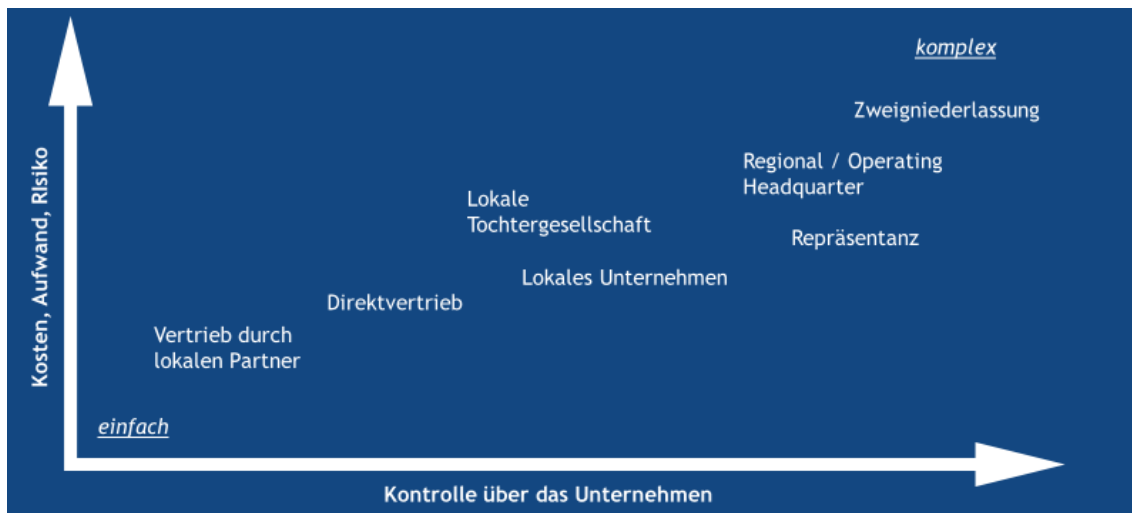 komplex
Zweigniederlassung
Regional / Operating
Headquarter
Lokale
Tochtergesellschaft
Repräsentanz
Lokales Unternehmen
Direktvertrieb
Vertrieb durch
lokalen Partner
einfach
Kosten, Aufwand, RIsiko
Kontrolle über das Unternehmen